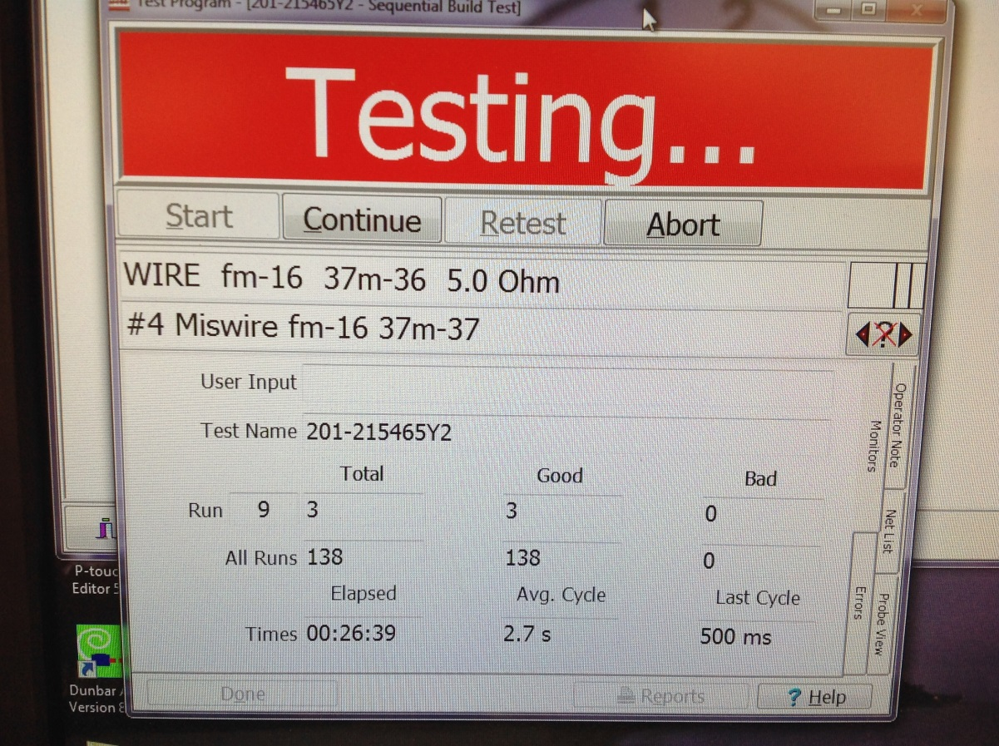 Test Program - [201-215465Y2 - Sequential Build Test]
Testing...
Start Continue Retest Abort
WIRE fm-16 37m-36 5.0 Ohm
#4 Miswire fm-16 37m-37
User Input
Test Name 201-215465Y2
Total Good Bad
Run 9 3 3 0
All Runs 138 138 0
Elapsed Avg. Cycle Last Cycle
Times 00:26:39 2.7 s 500 ms
Done Reports ? Help
Operator Note
Monitors
Net List
Errors
Probe View
P-touc
Editor 5
Dunbar
Version 8